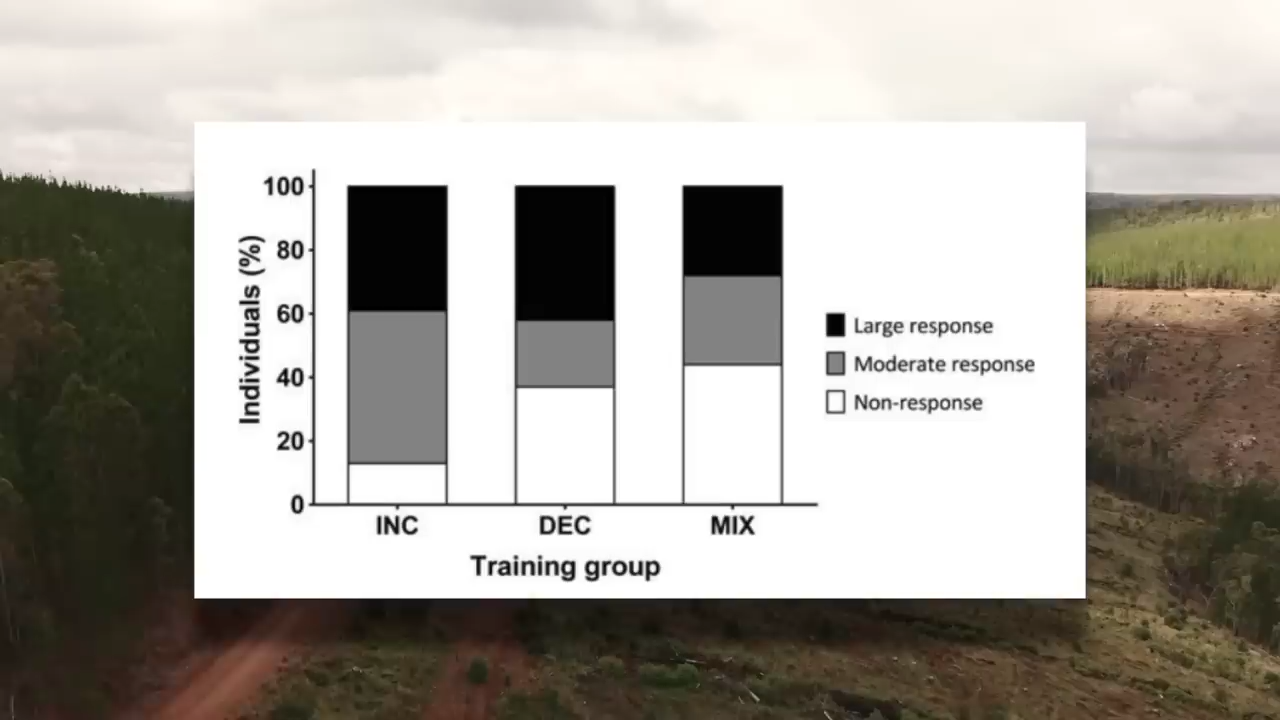 Individuals (%)
100
80
60
40
20
0
INC DEC MIX
Training group
Large response
Moderate response
Non-response